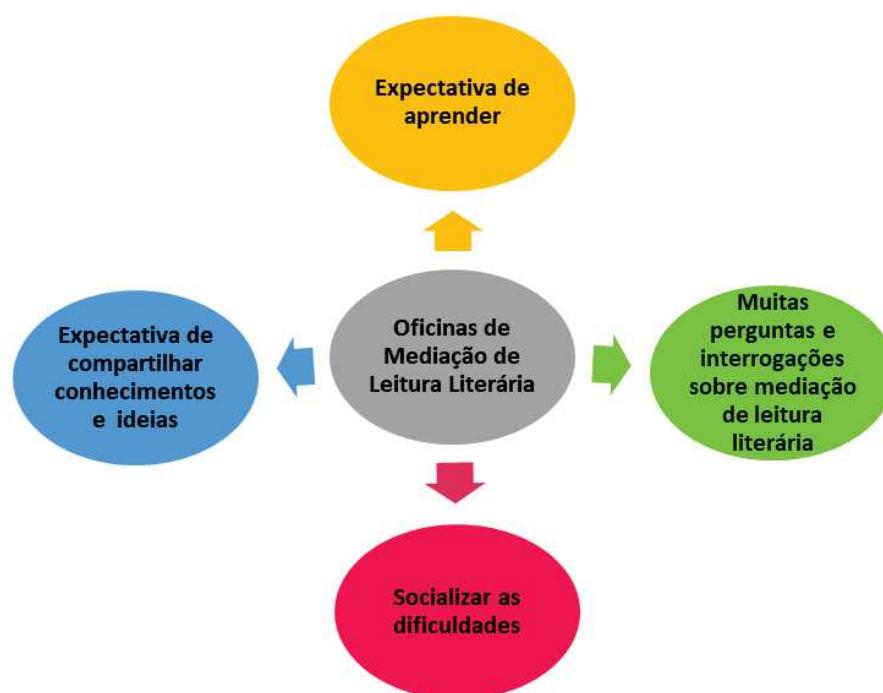 Expectativa de
aprender
Expectativa de
compartilhar
conhecimentos
e ideias
Oficinas de
Mediação de
Leitura Literária
Muitas
perguntas e
interrogações
sobre mediação
de leitura
literária
Socializar as
dificuldades